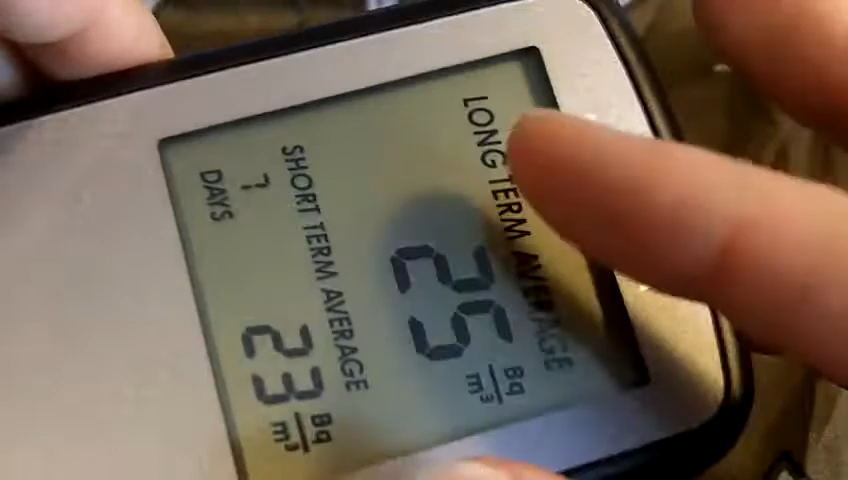 LONG TERM AVERAGE
25 Bq
m³
SHORT TERM AVERAGE
7
DAYS
23 Bq
m³